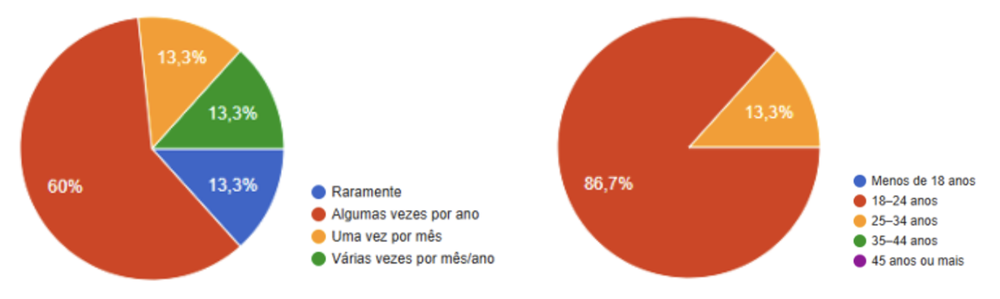 13,3%
13,3%
60%
13,3%
Raramente
Algumas vezes por ano
Uma vez por mês
Várias vezes por mês/ano
13,3%
86,7%
Menos de 18 anos
18–24 anos
25–34 anos
35–44 anos
45 anos ou mais